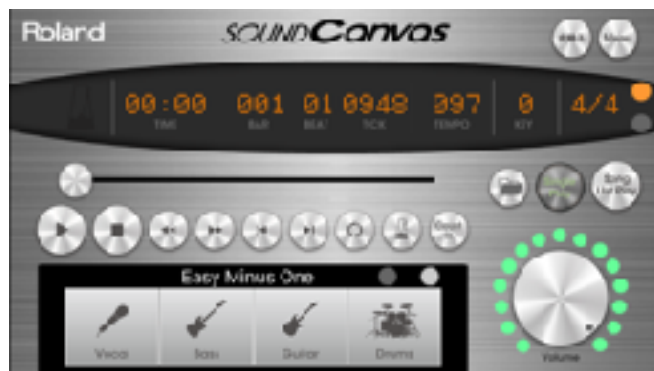 Roland SOUND Canvas
00:00 001 01 0948 097 0 4/4
TIME BAR BEAT TICK TEMPO KEY
Song
Easy Minus One
Vocal Bass Guitar Drums
Volume